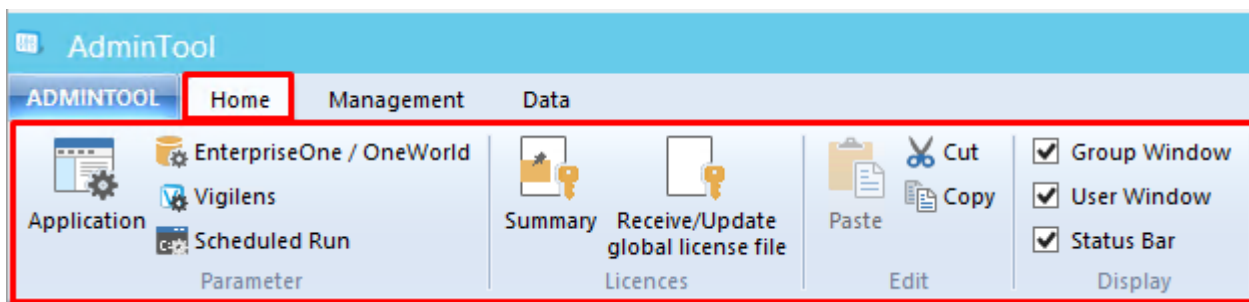 AdminTool
ADMINTOOL Home Management Data
Application
EnterpriseOne / OneWorld
Vigilens
Scheduled Run
Parameter
Summary
Receive/Update
global license file
Licences
Paste
Cut
Copy
Edit
Group Window
User Window
Status Bar
Display